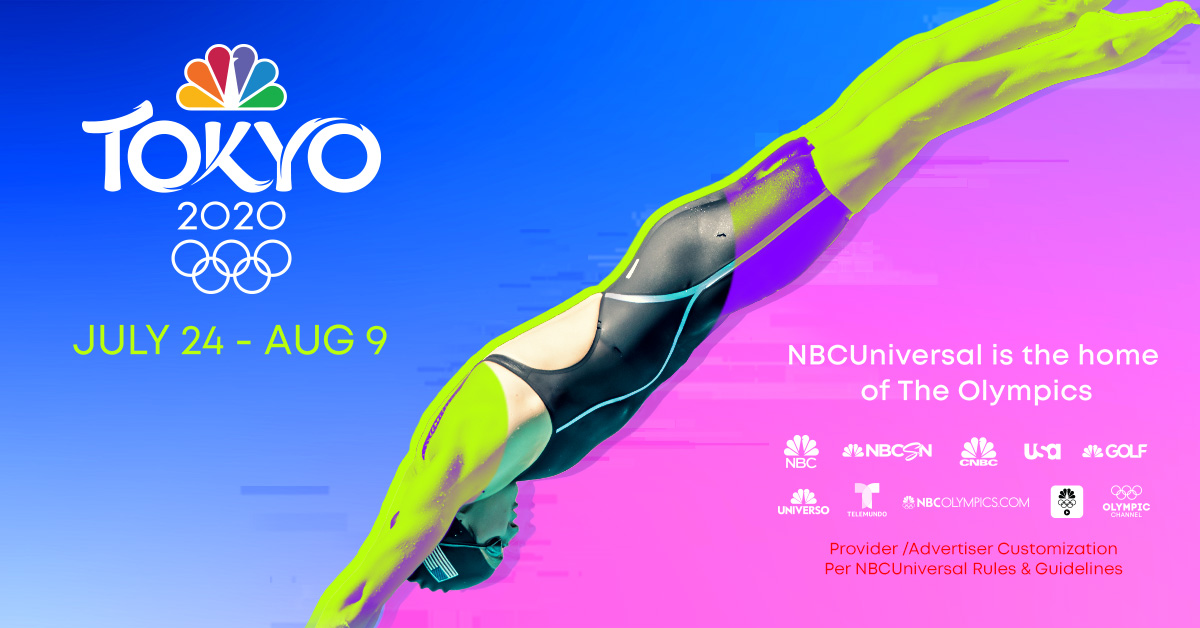 TOKYO
2020
JULY 24 - AUG 9
NBCUniversal is the home
of The Olympics
NBC NBCSN CNBC USA GOLF
UNIVERSO TELEMUNDO NBCOLYMPICS.COM OLYMPIC CHANNEL
Provider /Advertiser Customization
Per NBCUniversal Rules & Guidelines